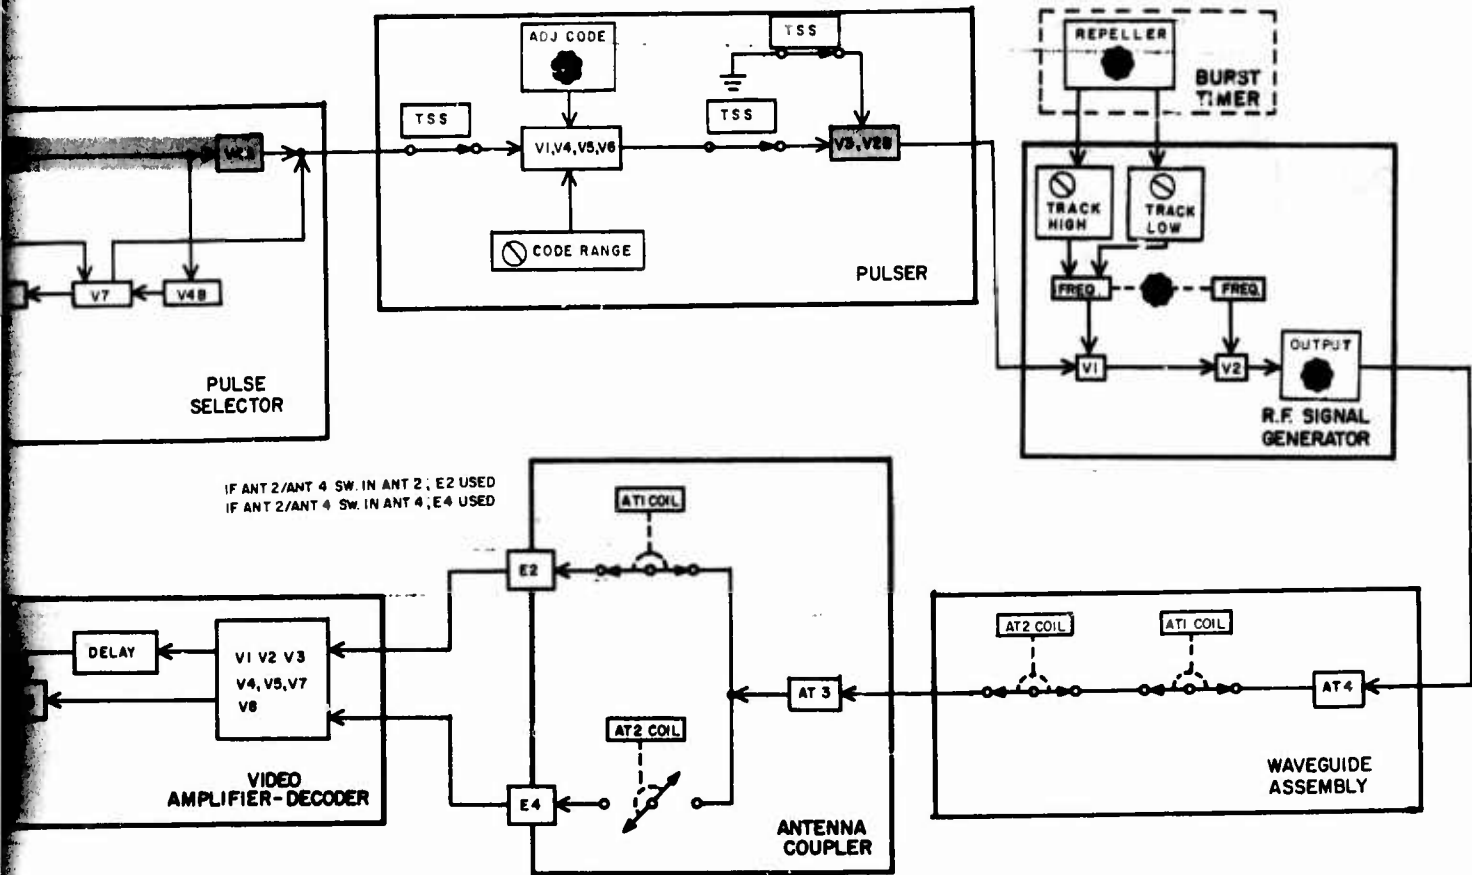 ADJ CODE
TSS
TSS
TSS
V1,V4,V5,V6
V3,V2B
CODE RANGE
PULSER
REPELLER
BURST
TIMER
TRACK
HIGH
TRACK
LOW
FREQ.
FREQ.
V1
V2
OUTPUT
R.F. SIGNAL
GENERATOR
V7
V4B
PULSE
SELECTOR
IF ANT 2/ANT 4 SW. IN ANT 2; E2 USED
IF ANT 2/ANT 4 SW. IN ANT 4; E4 USED
AT1 COIL
E2
AT 3
AT2 COIL
E4
ANTENNA
COUPLER
AT2 COIL
AT1 COIL
AT4
WAVEGUIDE
ASSEMBLY
DELAY
V1 V2 V3
V4,V5,V7
V8
VIDEO
AMPLIFIER-DECODER